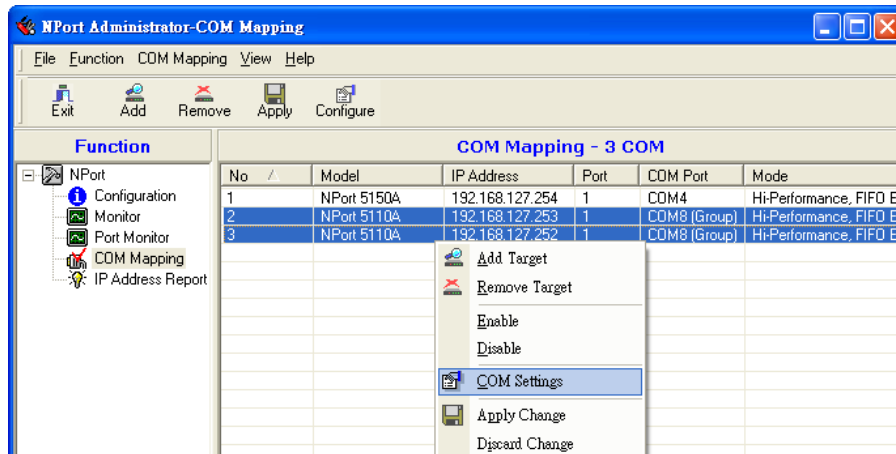 NPort Administrator-COM Mapping
File Function COM Mapping View Help
Exit Add Remove Apply Configure
Function
COM Mapping - 3 COM
NPort
Configuration
Monitor
Port Monitor
COM Mapping
IP Address Report
No Model IP Address Port COM Port Mode
1 NPort 5150A 192.168.127.254 1 COM4 Hi-Performance, FIFO E
2 NPort 5110A 192.168.127.253 1 COM8 (Group) Hi-Performance, FIFO E
3 NPort 5110A 192.168.127.252 1 COM8 (Group) Hi-Performance, FIFO E
Add Target
Remove Target
Enable
Disable
COM Settings
Apply Change
Discard Change